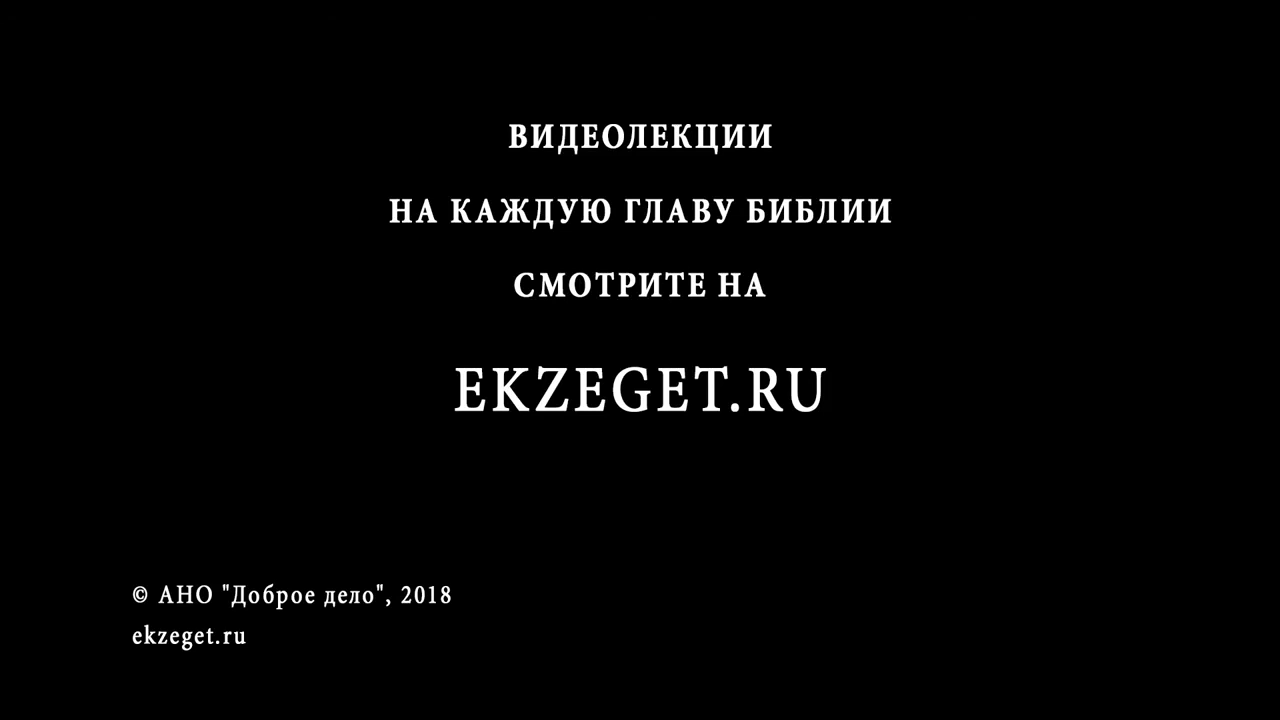 ВИДЕОЛЕКЦИИ
НА КАЖДУЮ ГЛАВУ БИБЛИИ
СМОТРИТЕ НА
EKZEGET.RU
© АНО "Доброе дело", 2018
ekzeget.ru